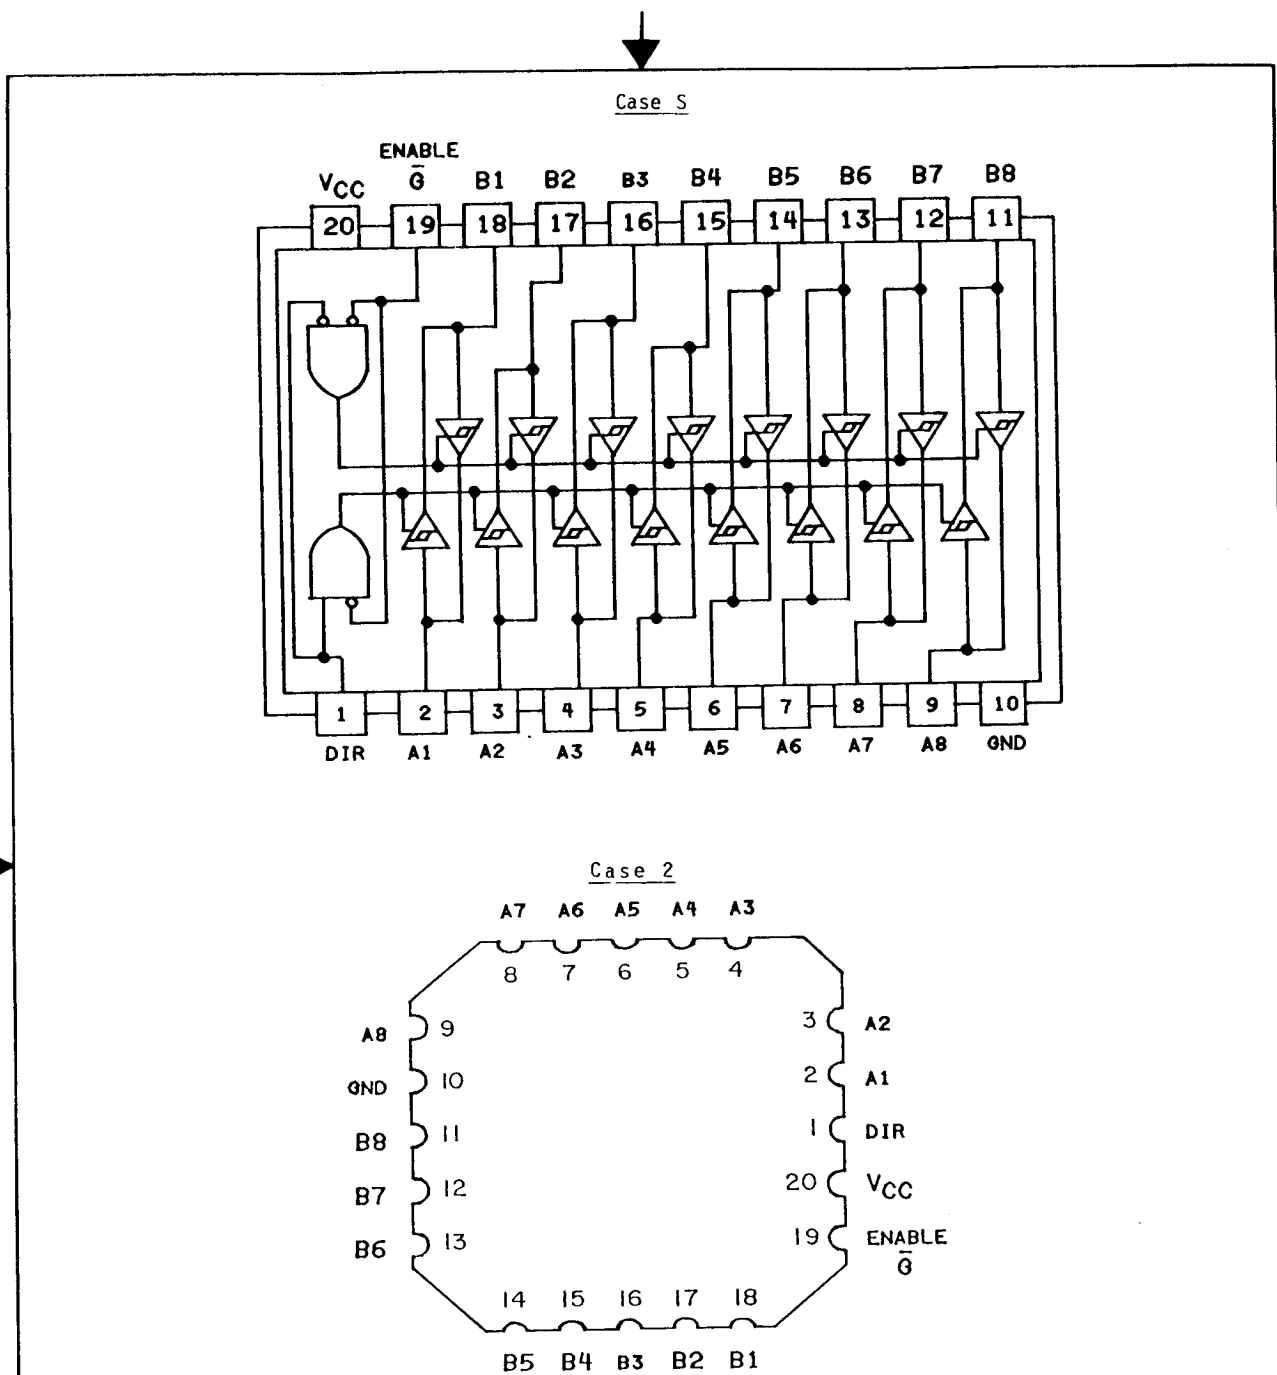 Case S
ENABLE
VCC G̅ B1 B2 B3 B4 B5 B6 B7 B8
20 19 18 17 16 15 14 13 12 11
1 2 3 4 5 6 7 8 9 10
DIR A1 A2 A3 A4 A5 A6 A7 A8 GND
Case 2
A7 A6 A5 A4 A3
8 7 6 5 4
A8 9 3 A2
GND 10 2 A1
B8 11 1 DIR
B7 12 20 VCC
B6 13 19 ENABLE
G̅
14 15 16 17 18
B5 B4 B3 B2 B1